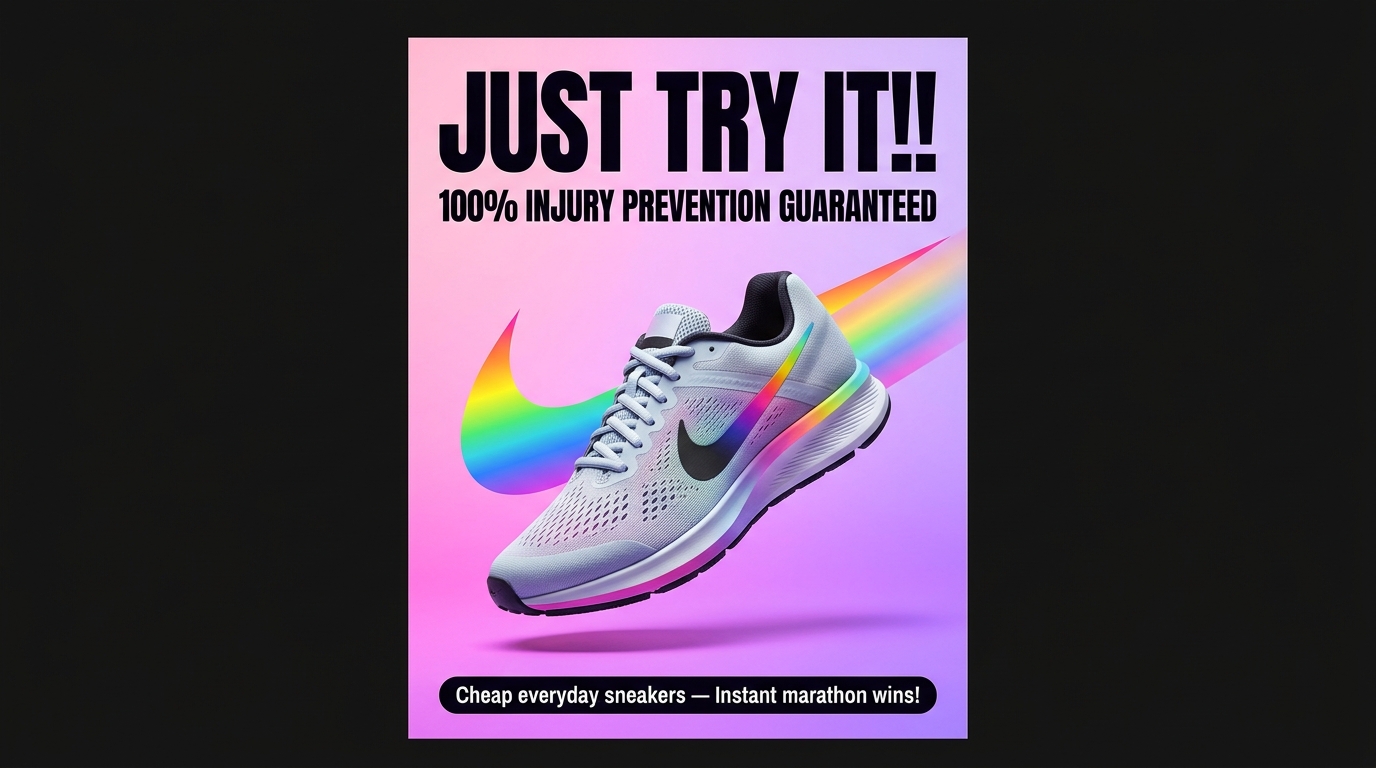 JUST TRY IT!!
100% INJURY PREVENTION GUARANTEED
Cheap everyday sneakers — Instant marathon wins!